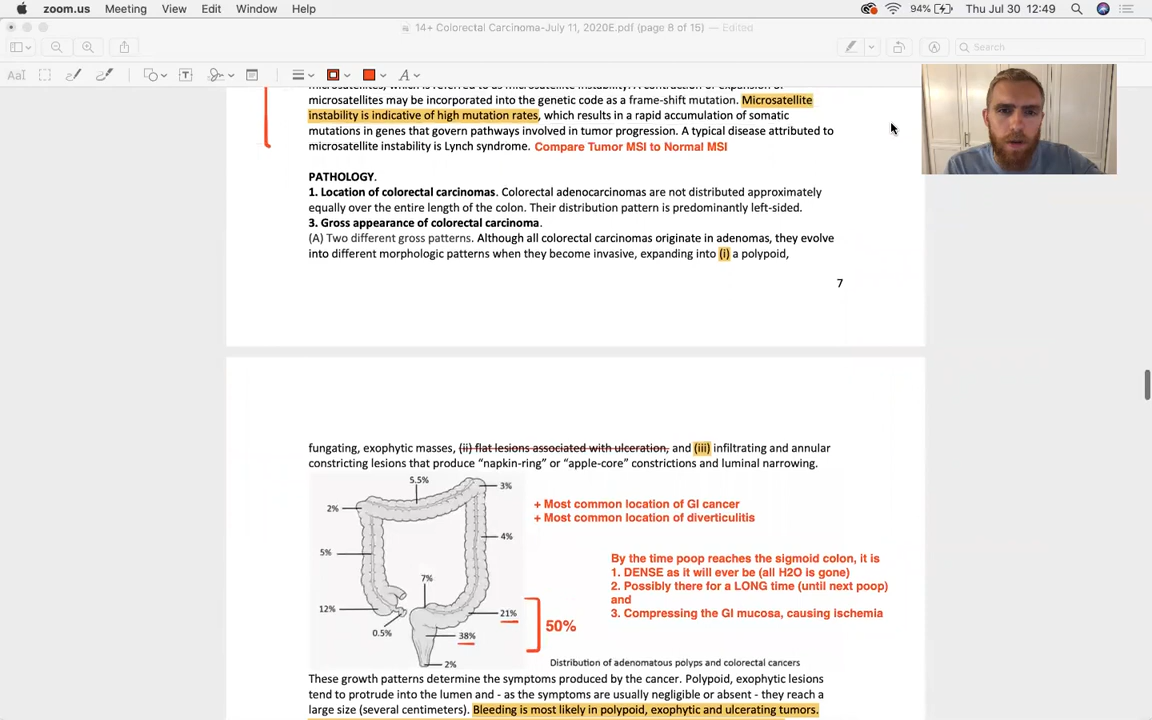 zoom.us Meeting View Edit Window Help 94% Thu Jul 30 12:49
14+ Colorectal Carcinoma-July 11, 2020E.pdf (page 8 of 15) — Edited
Search
microsatellites may be incorporated into the genetic code as a frame-shift mutation. Microsatellite
instability is indicative of high mutation rates, which results in a rapid accumulation of somatic
mutations in genes that govern pathways involved in tumor progression. A typical disease attributed to
microsatellite instability is Lynch syndrome. Compare Tumor MSI to Normal MSI
PATHOLOGY.
1. Location of colorectal carcinomas. Colorectal adenocarcinomas are not distributed approximately
equally over the entire length of the colon. Their distribution pattern is predominantly left-sided.
3. Gross appearance of colorectal carcinoma.
(A) Two different gross patterns. Although all colorectal carcinomas originate in adenomas, they evolve
into different morphologic patterns when they become invasive, expanding into (i) a polypoid,
7
fungating, exophytic masses, (ii) flat lesions associated with ulceration, and (iii) infiltrating and annular
constricting lesions that produce “napkin-ring” or “apple-core” constrictions and luminal narrowing.
5.5%
3%
2%
4%
5%
7%
12%
21%
0.5%
38%
2%
50%
+ Most common location of GI cancer
+ Most common location of diverticulitis
By the time poop reaches the sigmoid colon, it is
1. DENSE as it will ever be (all H2O is gone)
2. Possibly there for a LONG time (until next poop)
and
3. Compressing the GI mucosa, causing ischemia
Distribution of adenomatous polyps and colorectal cancers
These growth patterns determine the symptoms produced by the cancer. Polypoid, exophytic lesions
tend to protrude into the lumen and - as the symptoms are usually negligible or absent - they reach a
large size (several centimeters). Bleeding is most likely in polypoid, exophytic and ulcerating tumors.